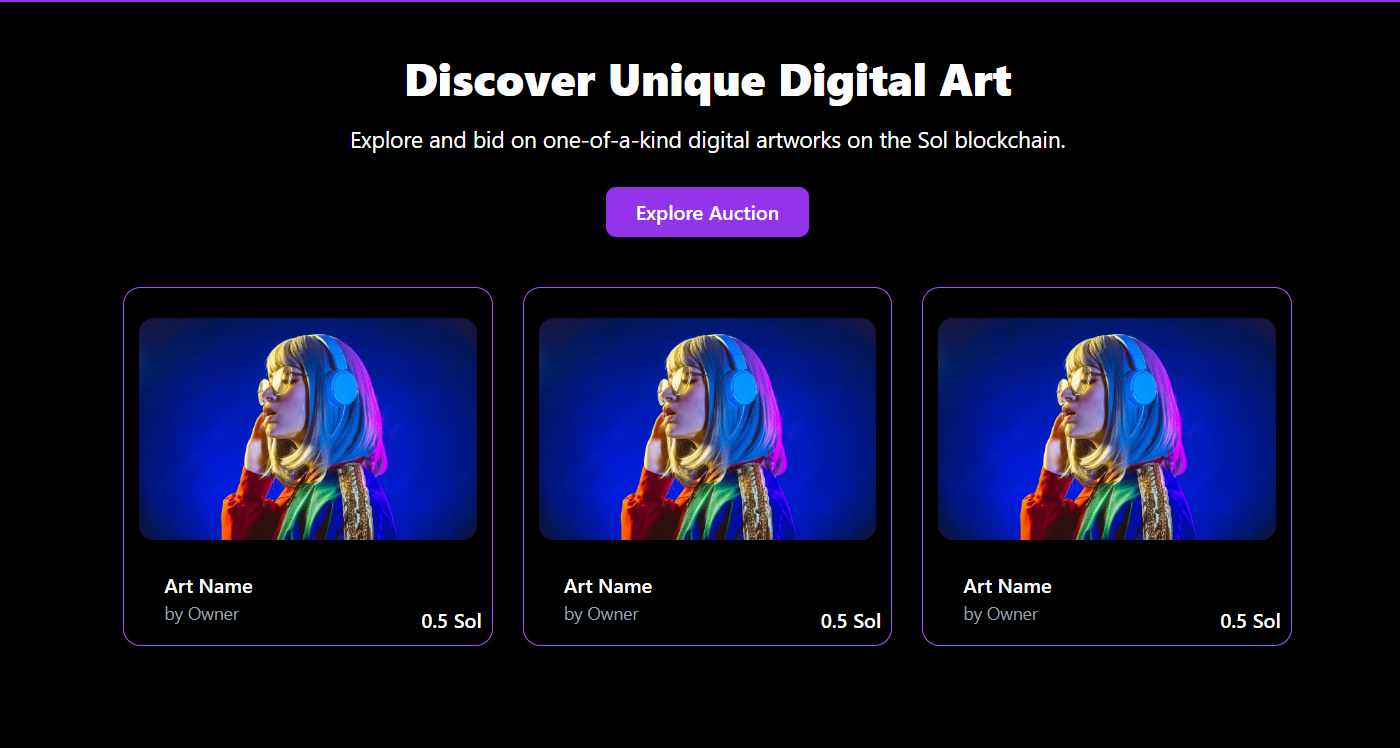 Discover Unique Digital Art
Explore and bid on one-of-a-kind digital artworks on the Sol blockchain.
Explore Auction
Art Name
by Owner
0.5 Sol
Art Name
by Owner
0.5 Sol
Art Name
by Owner
0.5 Sol